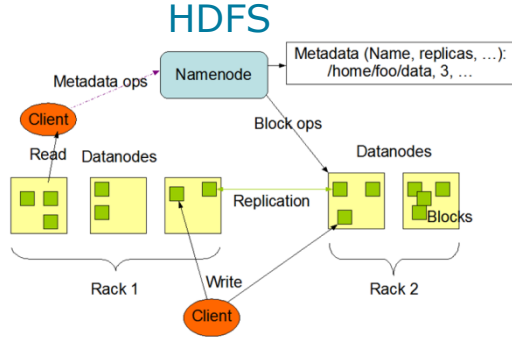 HDFS
Metadata (Name, replicas, ...):
/home/foo/data, 3, ...
Namenode
Metadata ops
Client
Block ops
Read
Datanodes
Datanodes
Replication
Blocks
Write
Rack 1
Rack 2
Client